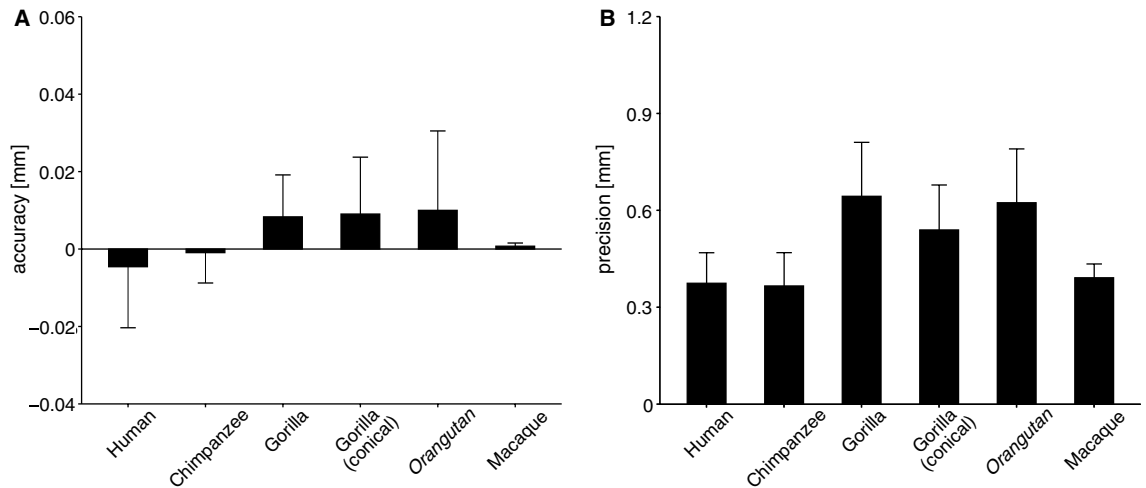 A
0.06
0.04
0.02
0
−0.02
−0.04
accuracy [mm]
Human
Chimpanzee
Gorilla
Gorilla
(conical)
Orangutan
Macaque
B
1.2
0.9
0.6
0.3
0
precision [mm]
Human
Chimpanzee
Gorilla
Gorilla
(conical)
Orangutan
Macaque